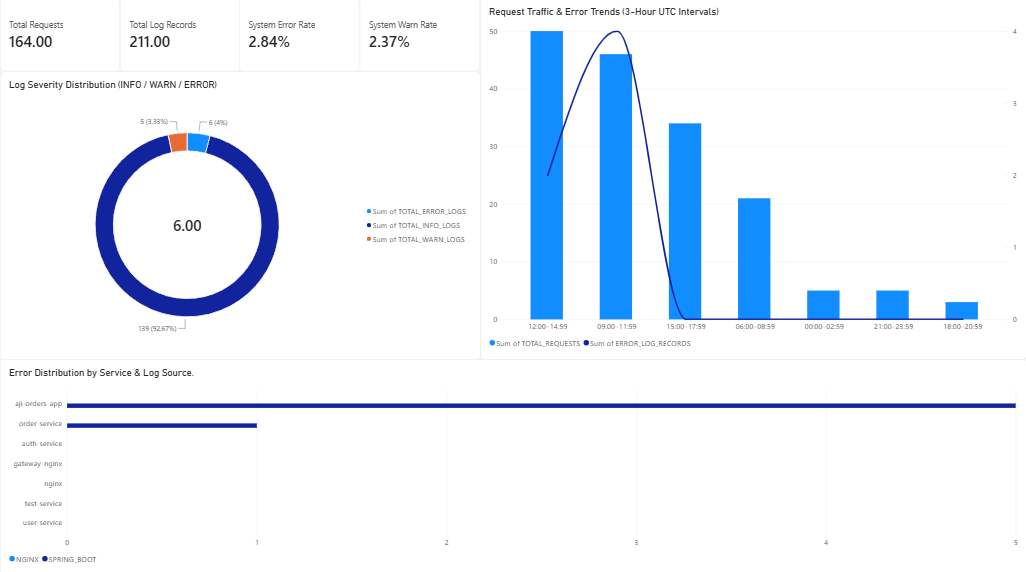 Total Requests
164.00
Total Log Records
211.00
System Error Rate
2.84%
System Warn Rate
2.37%
Log Severity Distribution (INFO / WARN / ERROR)
5 (3.33%)
6 (4%)
6.00
139 (92.67%)
Sum of TOTAL_ERROR_LOGS
Sum of TOTAL_INFO_LOGS
Sum of TOTAL_WARN_LOGS
Request Traffic & Error Trends (3-Hour UTC Intervals)
50
40
30
20
10
0
4
3
2
1
0
12:00-14:59
09:00-11:59
15:00-17:59
06:00-08:59
00:00-02:59
21:00-23:59
18:00-20:59
Sum of TOTAL_REQUESTS
Sum of ERROR_LOG_RECORDS
Error Distribution by Service & Log Source.
aji-orders-app
order-service
auth-service
gateway-nginx
nginx
test-service
user-service
0
1
2
3
4
5
NGINX
SPRING_BOOT